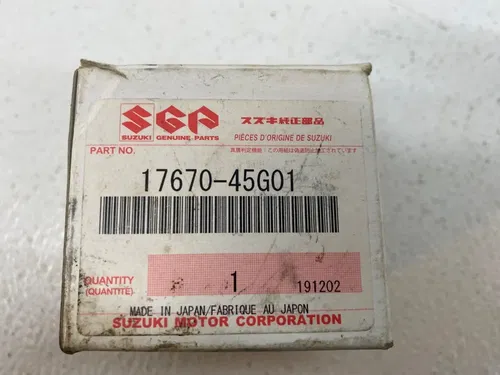 SGP
スズキ純正部品
SUZUKI GENUINE PARTS
PIÈCES D'ORIGINE DE SUZUKI
PART NO.
17670-45G01
QUANTITY
(QUANTITÉ)
1
191202
MADE IN JAPAN/FABRIQUE AU JAPON
SUZUKI MOTOR CORPORATION